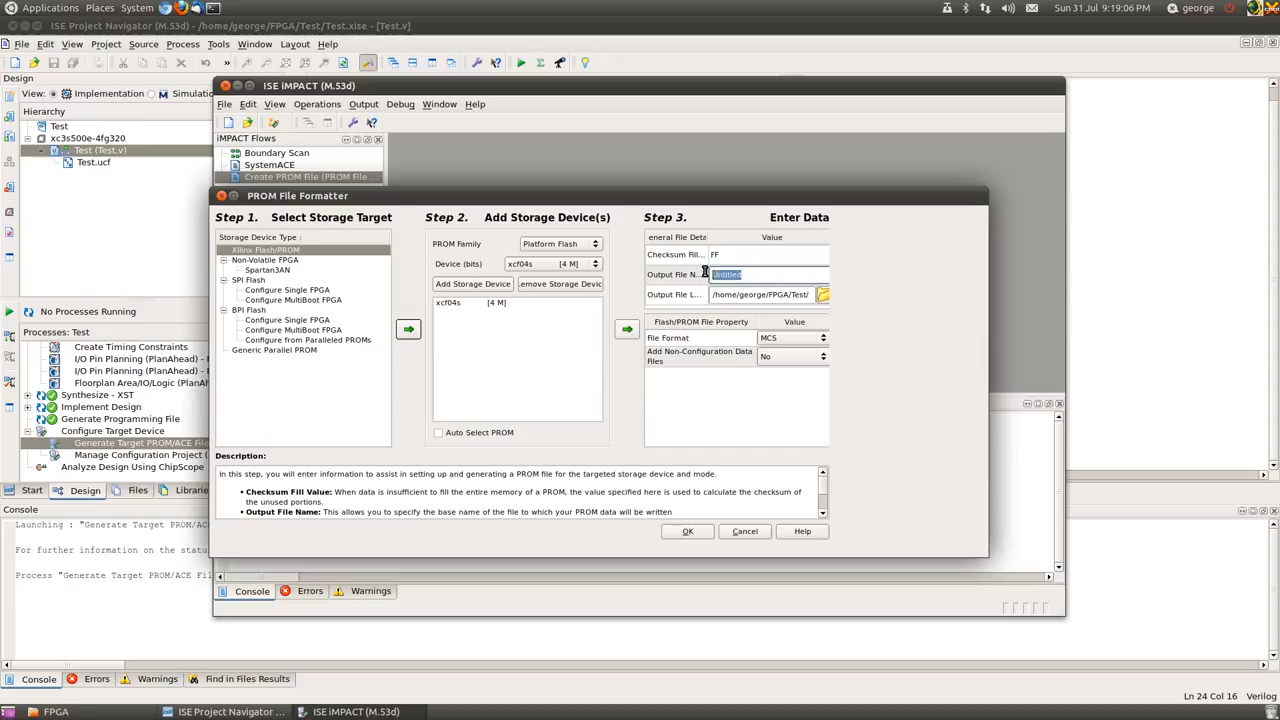 Applications Places System
Sun 31 Jul 9:19:06 PM george
ISE Project Navigator (M.53d) - /home/george/FPGA/Test/Test.xise - [Test.v]
File Edit View Project Source Process Tools Window Layout Help
Design
View: Implementation Simulati
Hierarchy
Test
xc3s500e-4fg320
Test (Test.v)
Test.ucf
No Processes Running
Processes: Test
Create Timing Constraints
I/O Pin Planning (PlanAhead) -
I/O Pin Planning (PlanAhead) -
Floorplan Area/IO/Logic (PlanAhead)
Synthesize - XST
Implement Design
Generate Programming File
Configure Target Device
Generate Target PROM/ACE File
Manage Configuration Project (
Analyze Design Using ChipScope
Start Design Files Librarie
Console
Launching : "Generate Target PROM/AC
For further information on the statu
Process "Generate Target PROM/ACE Fil
Console Errors Warnings Find in Files Results
Ln 24 Col 16
ISE iMPACT (M.53d)
File Edit View Operations Output Debug Window Help
iMPACT Flows
Boundary Scan
SystemACE
Create PROM File (PROM File ...
PROM File Formatter
Step 1. Select Storage Target
Storage Device Type :
Xilinx Flash/PROM
Non-Volatile FPGA
Spartan3AN
SPI Flash
Configure Single FPGA
Configure MultiBoot FPGA
BPI Flash
Configure Single FPGA
Configure MultiBoot FPGA
Configure from Paralleled PROMs
Generic Parallel PROM
Step 2. Add Storage Device(s)
PROM Family Platform Flash
Device (bits) xcf04s [4 M]
Add Storage Device emove Storage Devic
xcf04s [4 M]
Auto Select PROM
Step 3. Enter Data
eneral File Deta Value
Checksum Fill... FF
Output File N... Untitled
Output File L... /home/george/FPGA/Test/
Flash/PROM File Property Value
File Format MCS
Add Non-Configuration Data Files No
Description:
In this step, you will enter information to assist in setting up and generating a PROM file for the targeted storage device and mode.
• Checksum Fill Value: When data is insufficient to fill the entire memory of a PROM, the value specified here is used to calculate the checksum of
the unused portions.
• Output File Name: This allows you to specify the base name of the file to which your PROM data will be written
OK Cancel Help
Console Errors Warnings
FPGA ISE Project Navigator ... ISE iMPACT (M.53d)